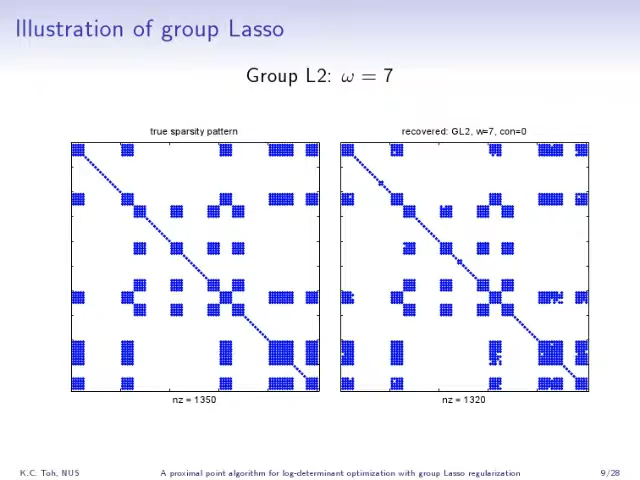 Illustration of group Lasso
Group L2: ω = 7
true sparsity pattern
recovered: GL2, w=7, con=0
nz = 1350
nz = 1320
K.C. Toh, NUS
A proximal point algorithm for log-determinant optimization with group Lasso regularization
9/28